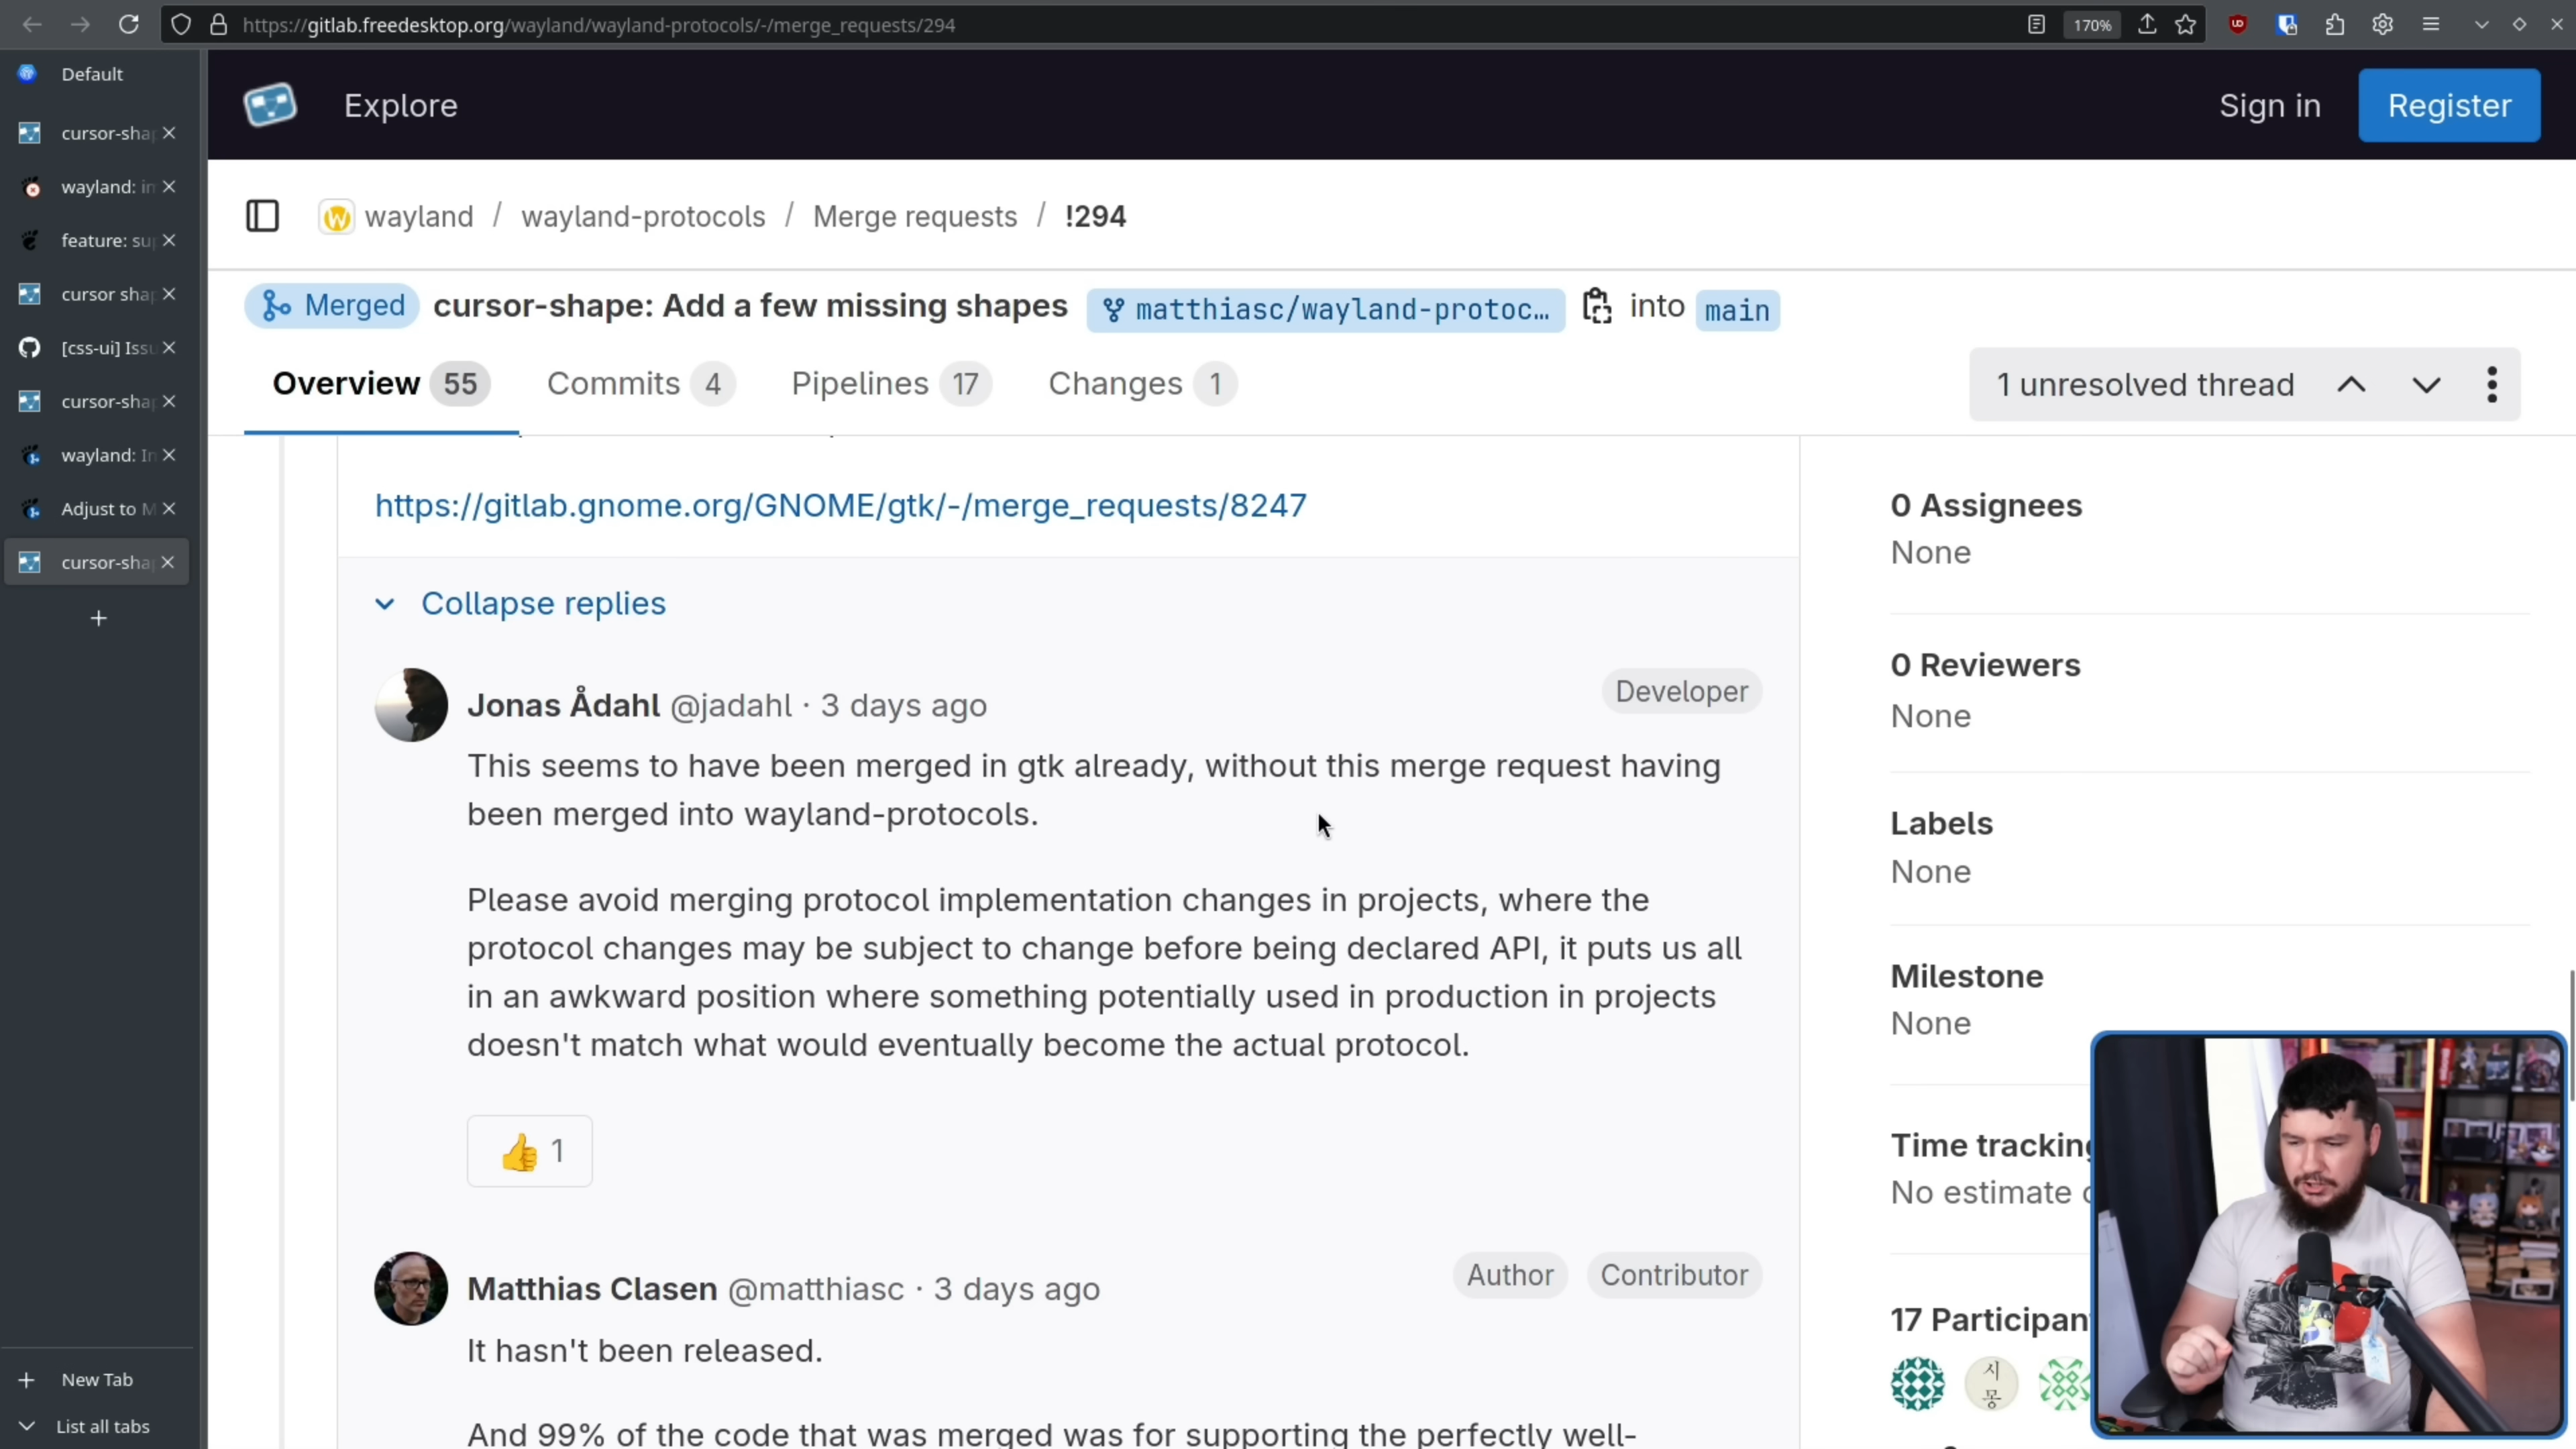 https://gitlab.freedesktop.org/wayland/wayland-protocols/-/merge_requests/294
170%
Default
cursor-sha
wayland: in
feature: su
cursor sha
[css-ui] Iss
cursor-sha
wayland: In
Adjust to M
cursor-sha
New Tab
List all tabs
Explore
Sign in
Register
wayland / wayland-protocols / Merge requests / !294
Merged cursor-shape: Add a few missing shapes matthiasc/wayland-protoc… into main
Overview 55 Commits 4 Pipelines 17 Changes 1
1 unresolved thread
https://gitlab.gnome.org/GNOME/gtk/-/merge_requests/8247
Collapse replies
Jonas Ådahl @jadahl · 3 days ago
Developer
This seems to have been merged in gtk already, without this merge request having
been merged into wayland-protocols.
Please avoid merging protocol implementation changes in projects, where the
protocol changes may be subject to change before being declared API, it puts us all
in an awkward position where something potentially used in production in projects
doesn't match what would eventually become the actual protocol.
👍 1
Matthias Clasen @matthiasc · 3 days ago
Author Contributor
It hasn't been released.
And 99% of the code that was merged was for supporting the perfectly well-
0 Assignees
None
0 Reviewers
None
Labels
None
Milestone
None
Time tracking
No estimate
17 Participan
시
몽